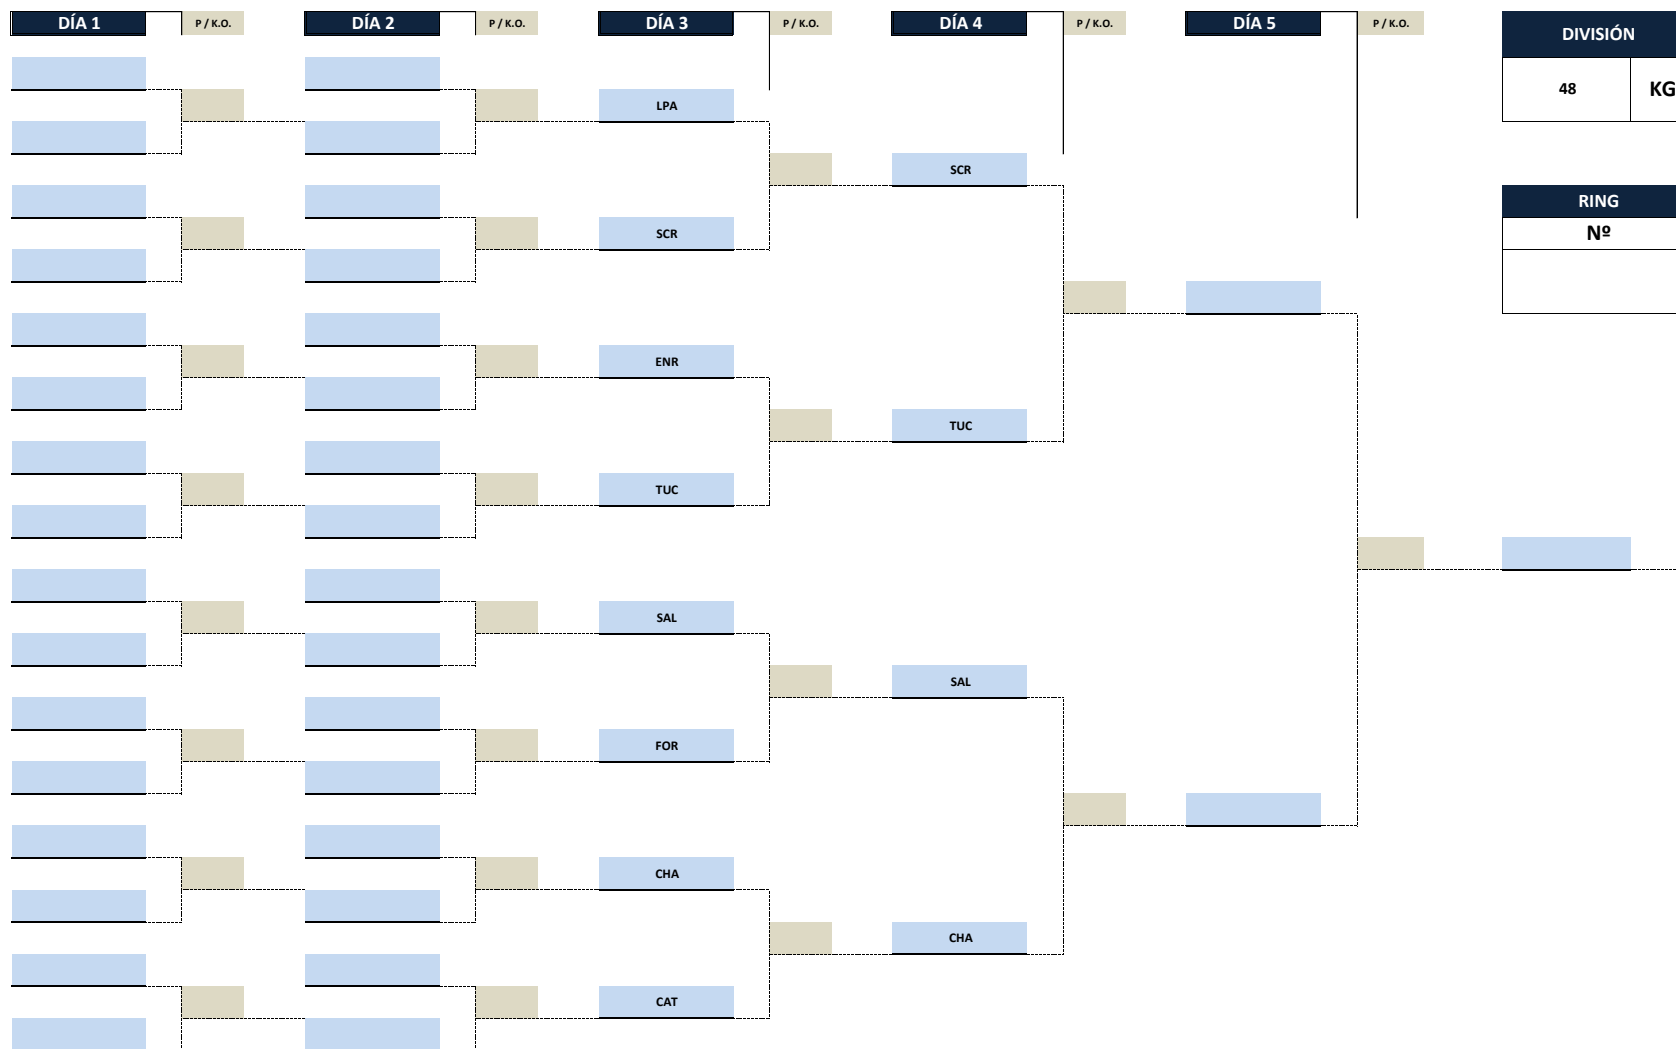 DÍA 1 P / K.O. DÍA 2 P / K.O. DÍA 3 P / K.O. DÍA 4 P / K.O. DÍA 5 P / K.O. DIVISIÓN
48 KG
LPA
SCR
RING
SCR
Nº
ENR
TUC
TUC
SAL
SAL
FOR
CHA
CHA
CAT